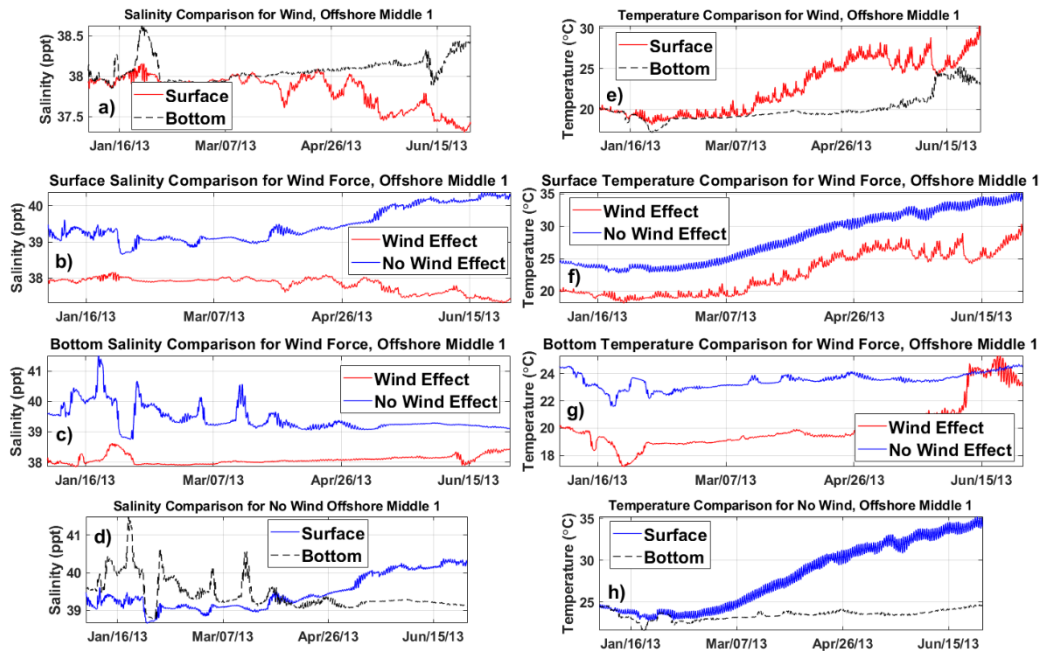 Salinity Comparison for Wind, Offshore Middle 1
Salinity (ppt)
38.5
38
37.5
a)
Surface
Bottom
Jan/16/13 Mar/07/13 Apr/26/13 Jun/15/13
Temperature Comparison for Wind, Offshore Middle 1
Temperature (°C)
30
25
20
e)
Surface
Bottom
Jan/16/13 Mar/07/13 Apr/26/13 Jun/15/13
Surface Salinity Comparison for Wind Force, Offshore Middle 1
Salinity (ppt)
40
39
38
b)
Wind Effect
No Wind Effect
Jan/16/13 Mar/07/13 Apr/26/13 Jun/15/13
Surface Temperature Comparison for Wind Force, Offshore Middle 1
Temperature (°C)
35
30
25
20
f)
Wind Effect
No Wind Effect
Jan/16/13 Mar/07/13 Apr/26/13 Jun/15/13
Bottom Salinity Comparison for Wind Force, Offshore Middle 1
Salinity (ppt)
41
40
39
38
c)
Wind Effect
No Wind Effect
Jan/16/13 Mar/07/13 Apr/26/13 Jun/15/13
Bottom Temperature Comparison for Wind Force, Offshore Middle 1
Temperature (°C)
24
22
20
18
g)
Wind Effect
No Wind Effect
Jan/16/13 Mar/07/13 Apr/26/13 Jun/15/13
Salinity Comparison for No Wind, Offshore Middle 1
Salinity (ppt)
41
40
39
d)
Surface
Bottom
Jan/16/13 Mar/07/13 Apr/26/13 Jun/15/13
Temperature Comparison for No Wind, Offshore Middle 1
Temperature (°C)
35
30
25
h)
Surface
Bottom
Jan/16/13 Mar/07/13 Apr/26/13 Jun/15/13